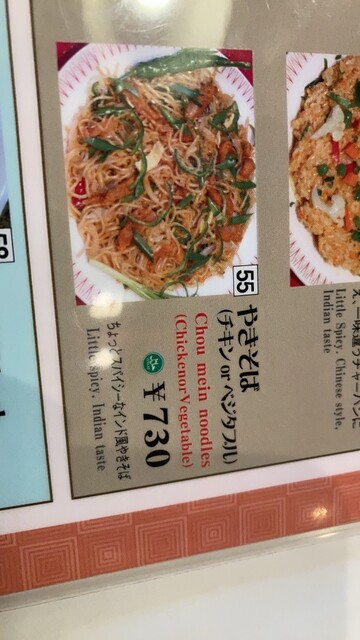 55
やきそば
(チキン or ベジタブル)
Chou mein noodles
(ChickenorVegetable)
¥730
ちょっとスパイシーなインド風やきそば
Little spicy, Indian taste
Little Spicy, Chinese style,
Indian taste
58